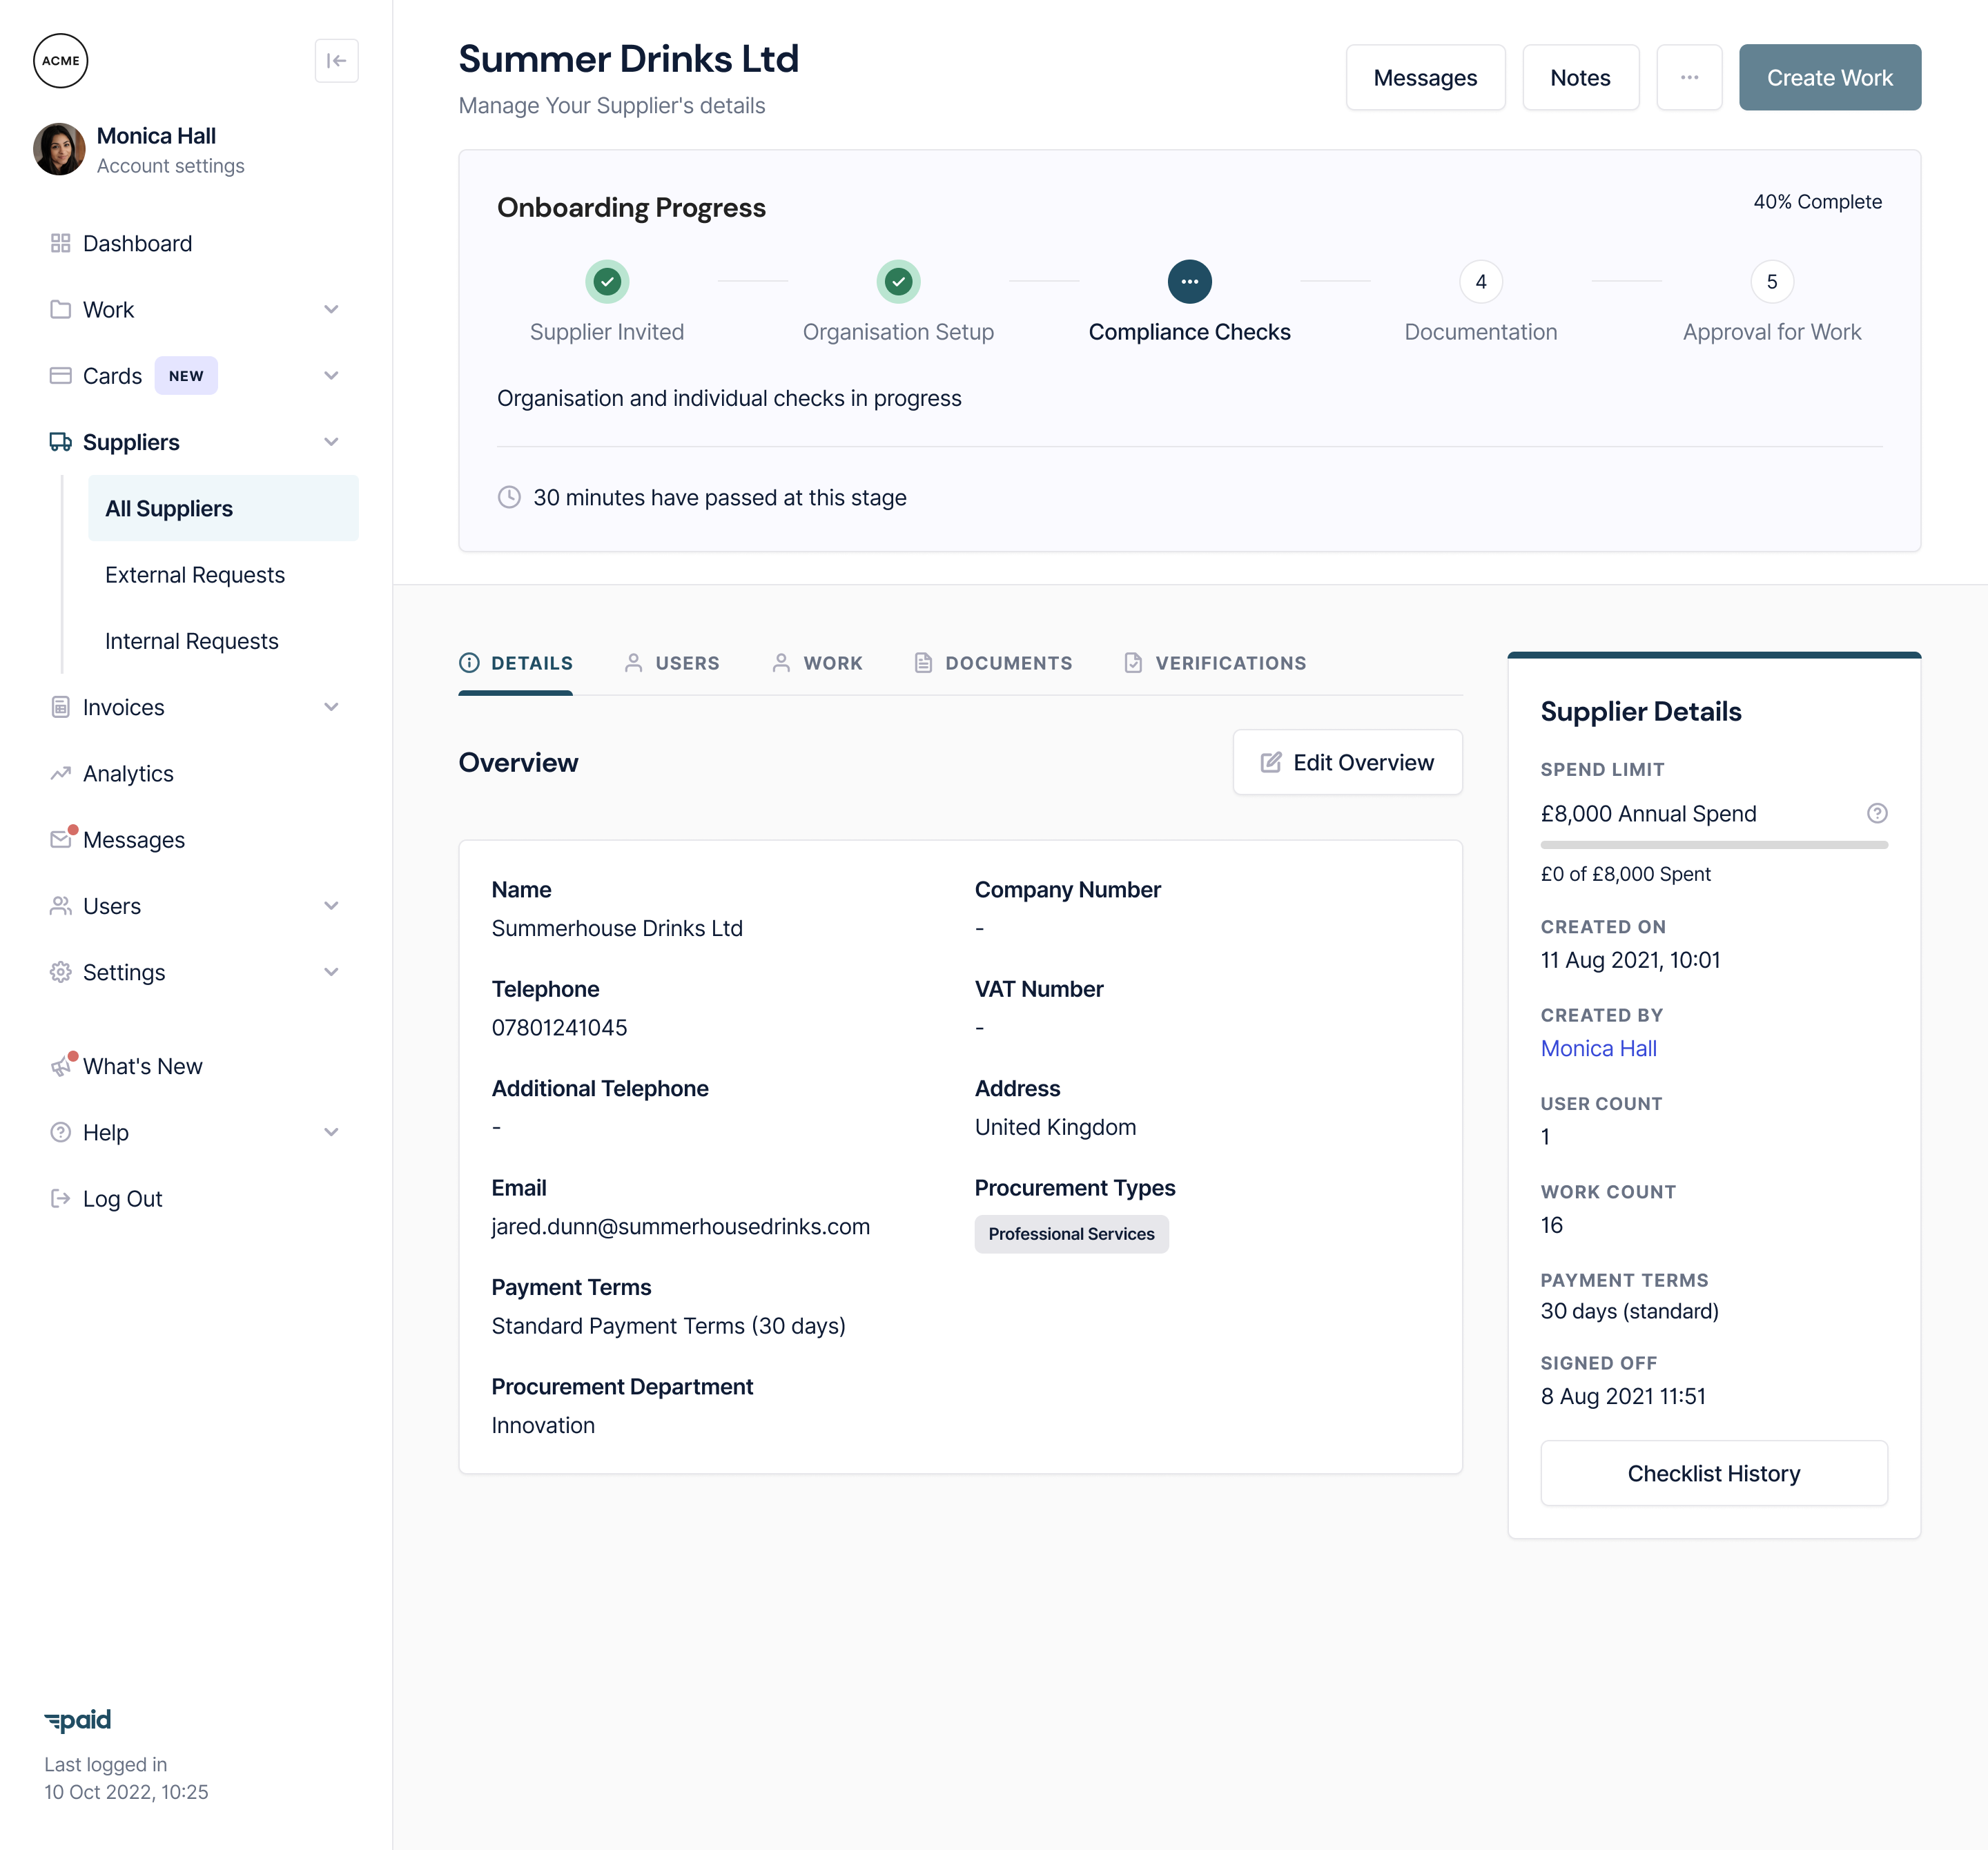 ACME
Monica Hall
Account settings
Dashboard
Work
Cards NEW
Suppliers
All Suppliers
External Requests
Internal Requests
Invoices
Analytics
Messages
Users
Settings
What's New
Help
Log Out
paid
Last logged in
10 Oct 2022, 10:25
Summer Drinks Ltd
Manage Your Supplier's details
Messages
Notes
Create Work
Onboarding Progress
40% Complete
Supplier Invited
Organisation Setup
Compliance Checks
4
Documentation
5
Approval for Work
Organisation and individual checks in progress
30 minutes have passed at this stage
DETAILS
USERS
WORK
DOCUMENTS
VERIFICATIONS
Overview
Edit Overview
Name
Summerhouse Drinks Ltd
Telephone
07801241045
Additional Telephone
-
Email
jared.dunn@summerhousedrinks.com
Payment Terms
Standard Payment Terms (30 days)
Procurement Department
Innovation
Company Number
-
VAT Number
-
Address
United Kingdom
Procurement Types
Professional Services
Supplier Details
SPEND LIMIT
£8,000 Annual Spend
£0 of £8,000 Spent
CREATED ON
11 Aug 2021, 10:01
CREATED BY
Monica Hall
USER COUNT
1
WORK COUNT
16
PAYMENT TERMS
30 days (standard)
SIGNED OFF
8 Aug 2021 11:51
Checklist History